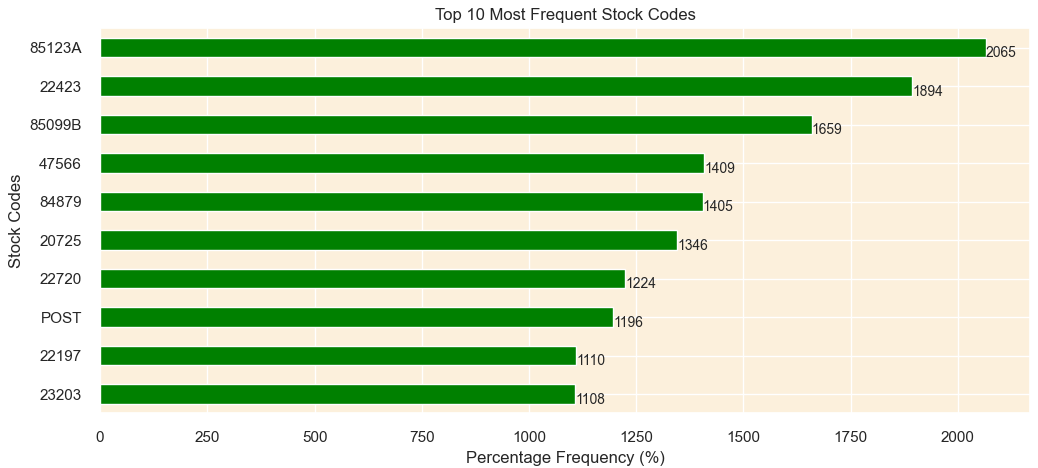 Top 10 Most Frequent Stock Codes
Stock Codes
85123A 2065
22423 1894
85099B 1659
47566 1409
84879 1405
20725 1346
22720 1224
POST 1196
22197 1110
23203 1108
0 250 500 750 1000 1250 1500 1750 2000
Percentage Frequency (%)